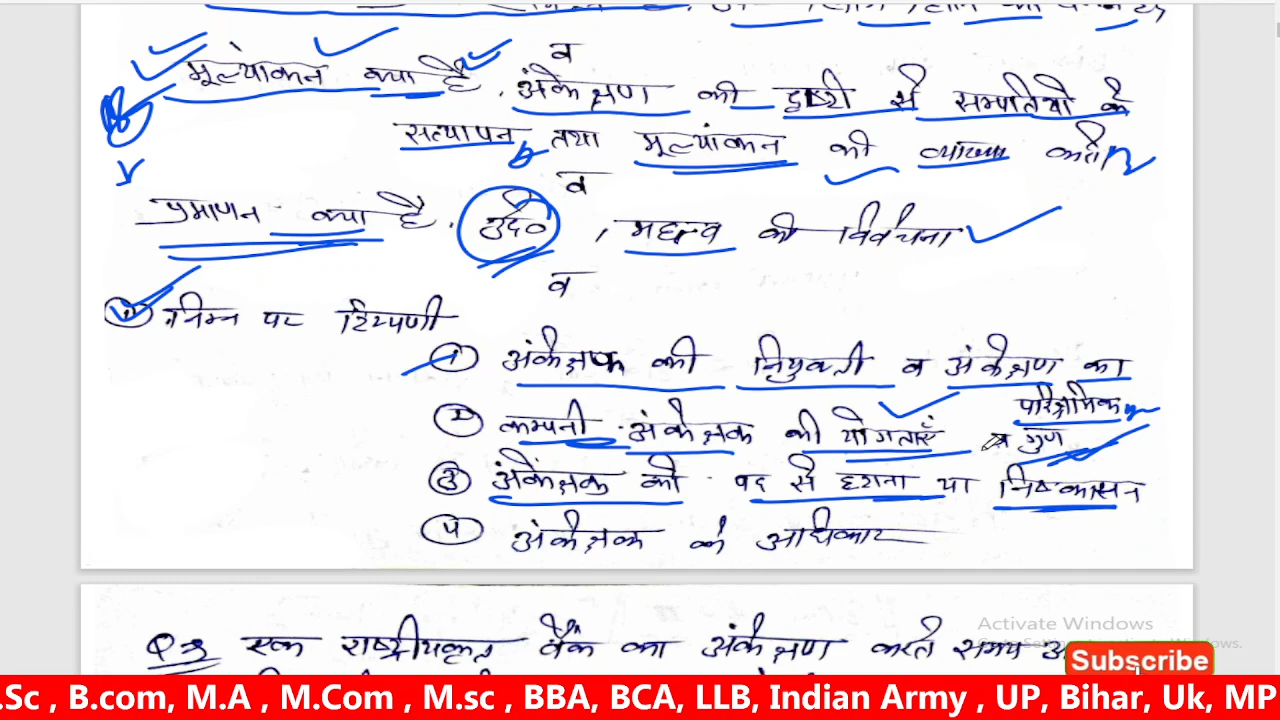 व
मूल्यांकन क्या है . अंकेक्षण की दृष्टी से सम्पतियो के
सत्यापन तथा मूल्यांकन की व्याख्या करो
व
प्रमाणन क्या है . उद्दे० , महत्व की विवेचना
व
निम्न पर टिप्पणी
① अंकेक्षक की नियुक्ती व अंकेक्षण का
पारिश्रमिक
② कम्पनी अंकेक्षक की योगताएँ व गुण
③ अंकेक्षक को पद से हटाना या निष्कासन
④ अंकेक्षक के अधिकार
Activate Windows
Q3 एक राष्ट्रीयकृत बैंक का अंकेक्षण करते समय
Subscribe
.Sc , B.com, M.A , M.Com , M.sc , BBA, BCA, LLB, Indian Army , UP, Bihar, Uk, MP